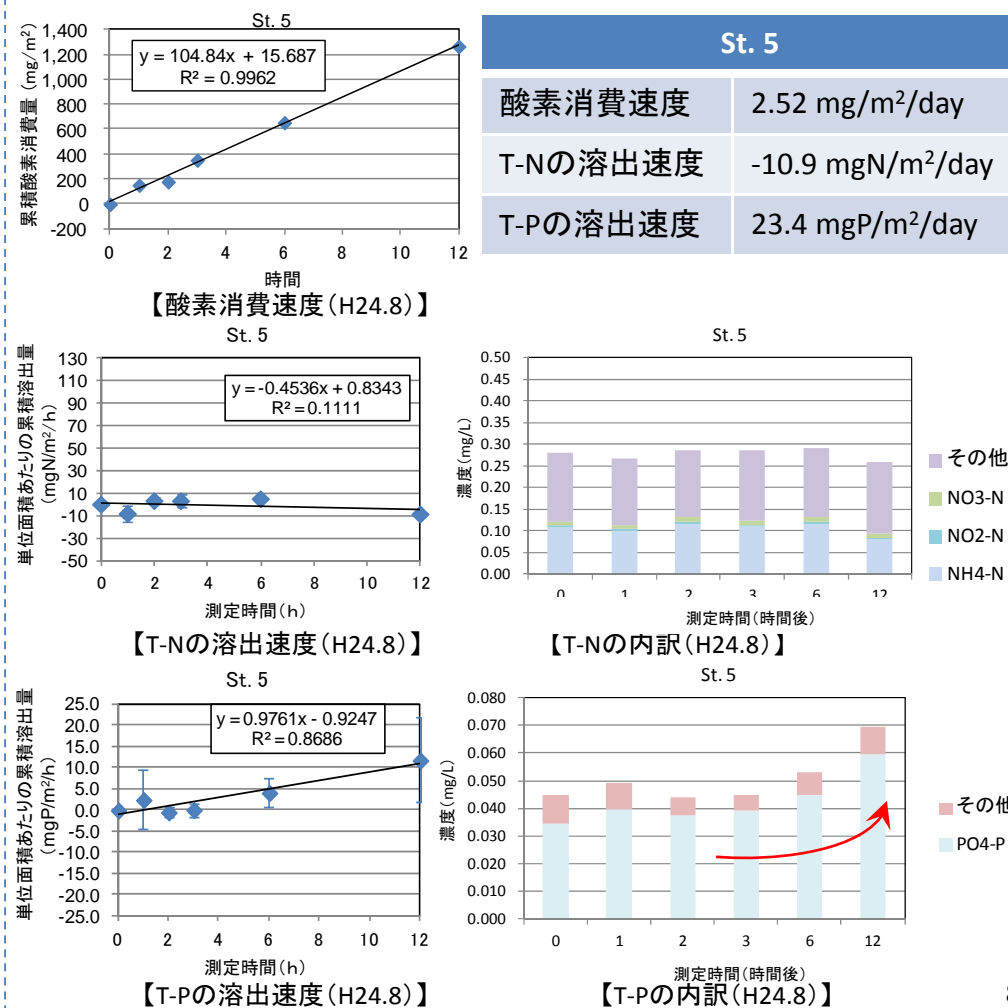 St. 5
累積酸素消費量 (mg/m²)
1,400
1,200
1,000
800
600
400
200
0
-200
y = 104.84x + 15.687
R² = 0.9962
0 2 4 6 8 10 12
時間
【酸素消費速度(H24.8)】
St. 5
酸素消費速度 2.52 mg/m²/day
T-Nの溶出速度 -10.9 mgN/m²/day
T-Pの溶出速度 23.4 mgP/m²/day
St. 5
単位面積あたりの累積溶出量
(mgN/m²/h)
130
110
90
70
50
30
10
-10
-30
-50
y = -0.4536x + 0.8343
R² = 0.1111
0 2 4 6 8 10 12
測定時間(h)
【T-Nの溶出速度(H24.8)】
St. 5
濃度(mg/L)
0.50
0.45
0.40
0.35
0.30
0.25
0.20
0.15
0.10
0.05
0.00
0 1 2 3 6 12
測定時間(時間後)
その他
NO3-N
NO2-N
NH4-N
【T-Nの内訳(H24.8)】
St. 5
単位面積あたりの累積溶出量
(mgP/m²/h)
25.0
20.0
15.0
10.0
5.0
0.0
-5.0
-10.0
-15.0
-20.0
-25.0
y = 0.9761x - 0.9247
R² = 0.8686
0 2 4 6 8 10 12
測定時間(h)
【T-Pの溶出速度(H24.8)】
St. 5
濃度(mg/L)
0.080
0.070
0.060
0.050
0.040
0.030
0.020
0.010
0.000
0 1 2 3 6 12
測定時間(時間後)
その他
PO4-P
【T-Pの内訳(H24.8)】